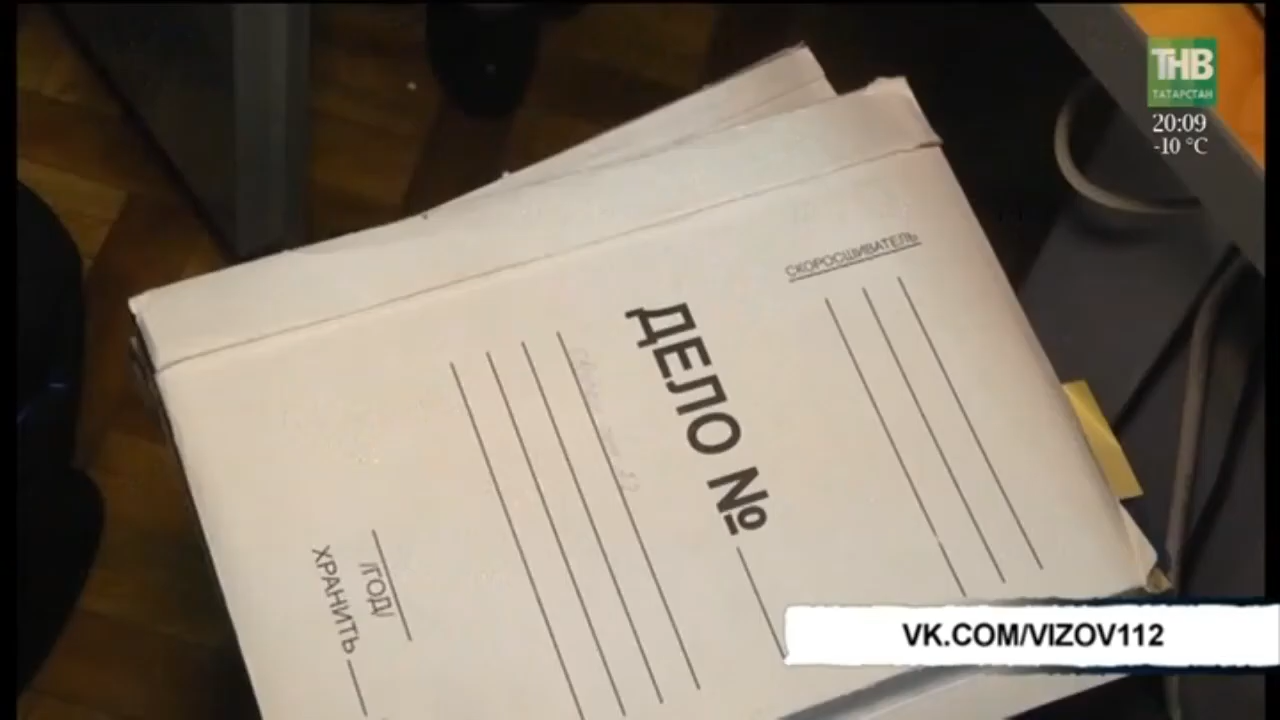 ТНВ
ТАТАРСТАН
20:09
-10 °C
СКОРОСШИВАТЕЛЬ
ДЕЛО №
/ГОД/
ХРАНИТЬ
VK.COM/VIZOV112